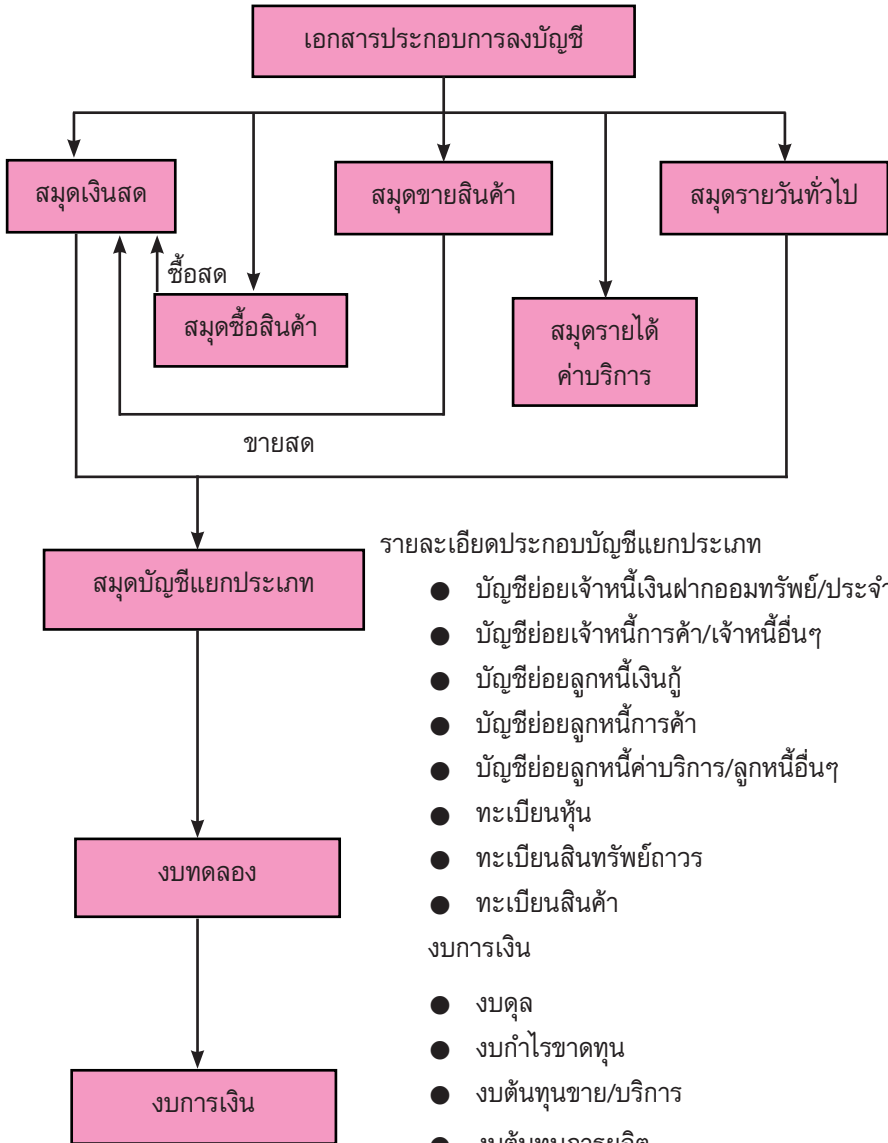 เอกสารประกอบการลงบัญชี
สมุดเงินสด
สมุดขายสินค้า
สมุดรายวันทั่วไป
ซื้อสด
สมุดซื้อสินค้า
สมุดรายได้
ค่าบริการ
ขายสด
สมุดบัญชีแยกประเภท
รายละเอียดประกอบบัญชีแยกประเภท
● บัญชีย่อยเจ้าหนี้เงินฝากออมทรัพย์/ประจำ
● บัญชีย่อยเจ้าหนี้การค้า/เจ้าหนี้อื่นๆ
● บัญชีย่อยลูกหนี้เงินกู้
● บัญชีย่อยลูกหนี้การค้า
● บัญชีย่อยลูกหนี้ค่าบริการ/ลูกหนี้อื่นๆ
● ทะเบียนหุ้น
● ทะเบียนสินทรัพย์ถาวร
● ทะเบียนสินค้า
งบทดลอง
งบการเงิน
● งบดุล
● งบกำไรขาดทุน
● งบต้นทุนขาย/บริการ
● งบต้นทุนการผลิต
งบการเงิน